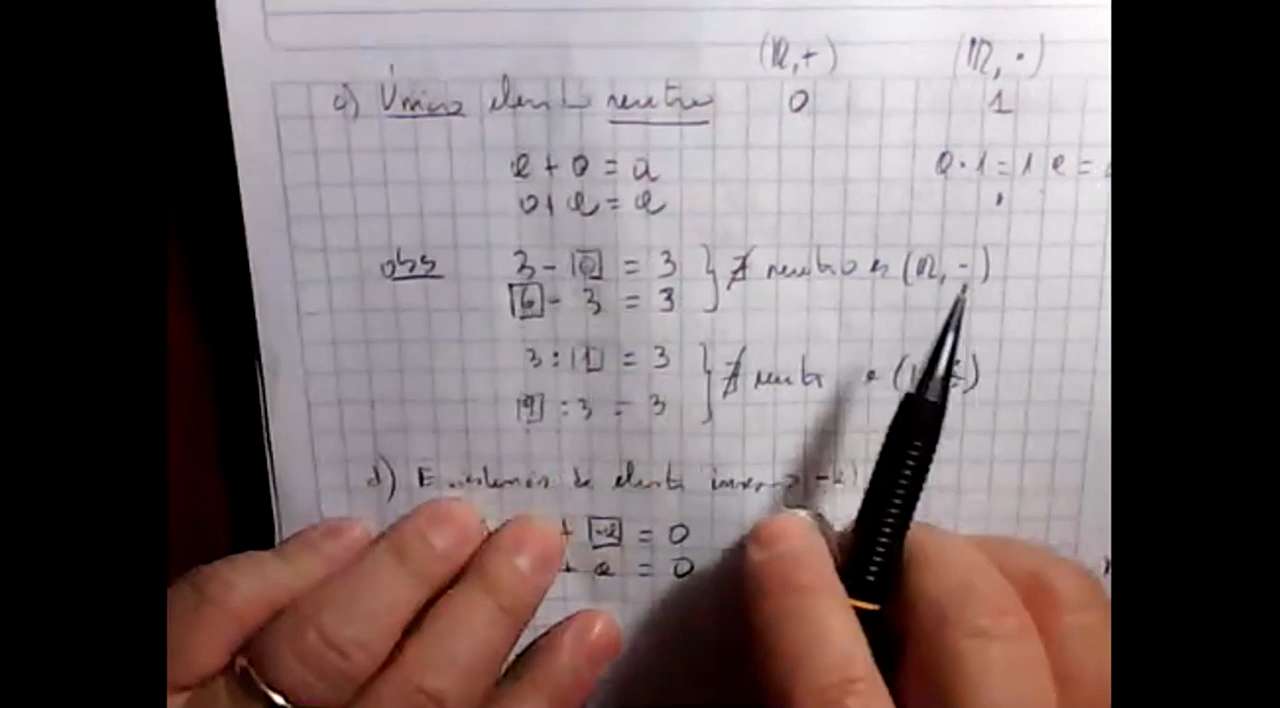 (ℝ, +) (ℝ, ·)
c) Único elemento neutro 0 1
a + 0 = a a · 1 = 1 a =
0 + a = a
obs 3 - 0 = 3 ∄ neutro en (ℝ, -)
6 - 3 = 3
3 : 1 = 3 ∄ neutro
9 : 3 = 3
d) Existencia de elemento inverso
+ -a = 0
+ a = 0